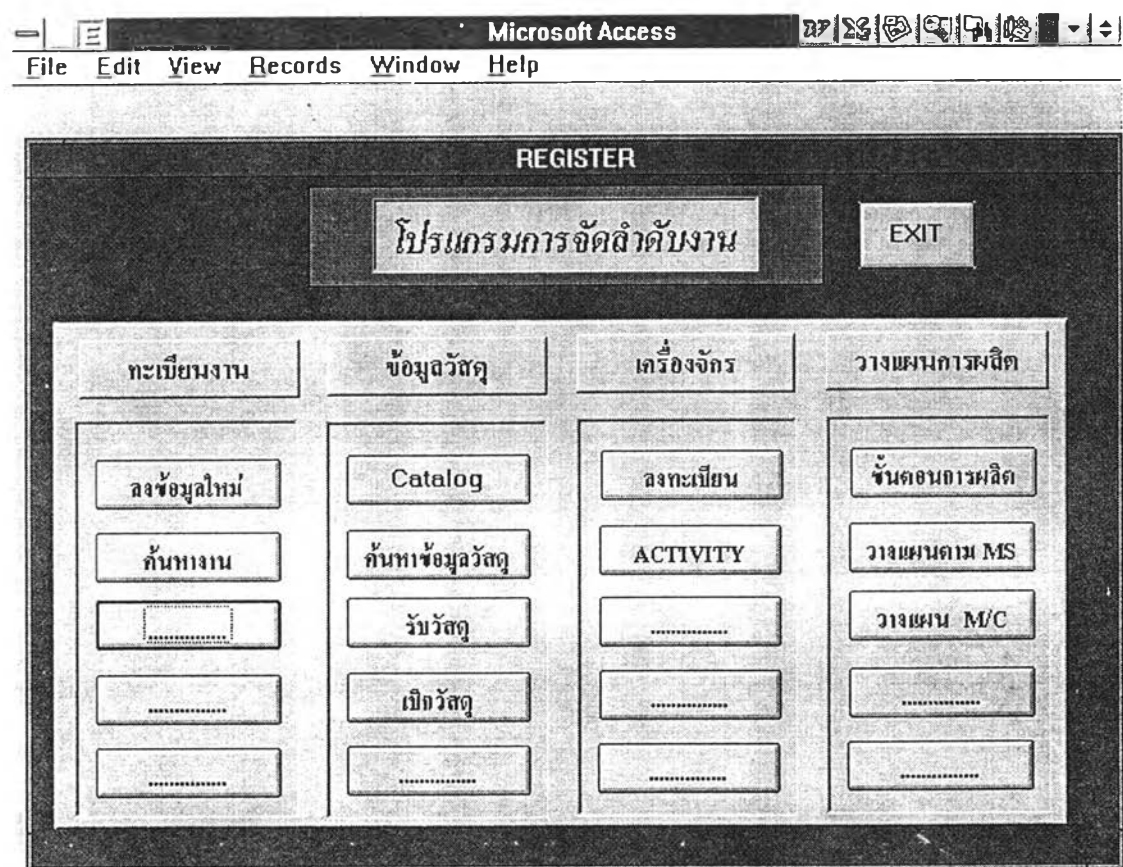 Microsoft Access
File Edit View Records Window Help
REGISTER
โปรแกรมการจัดลำดับงาน
EXIT
ทะเบียนงาน ข้อมูลวัสดุ เครื่องจักร วางแผนการผลิต
ลงข้อมูลใหม่ Catalog ลงทะเบียน ขั้นตอนการผลิต
ค้นหางาน ค้นหาข้อมูลวัสดุ ACTIVITY วางแผนตาม MS
............... รับวัสดุ ............... วางแผน M/C
............... เบิกวัสดุ ............... ...............
............... ............... ............... ...............